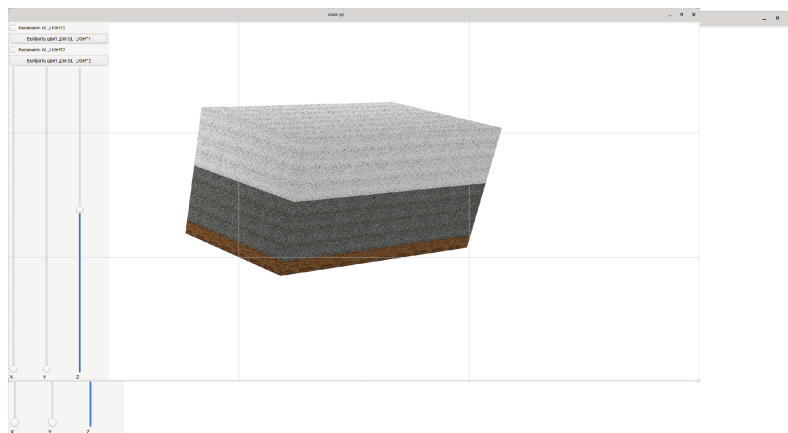 main.py
Включить GL_LIGHT1
Выбрать цвет для GL_LIGHT1
Включить GL_LIGHT2
Выбрать цвет для GL_LIGHT2
X Y Z
X Y Z